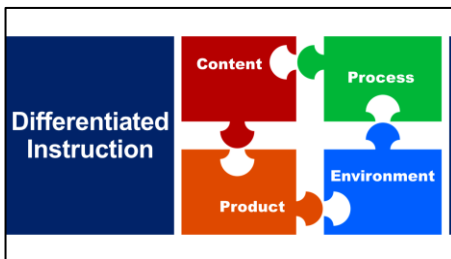 Differentiated
Instruction
Content
Process
Product
Environment